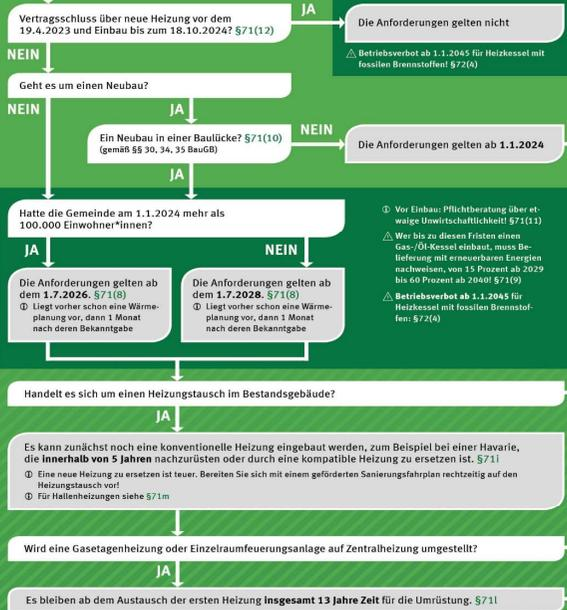 Vertragsschluss über neue Heizung vor dem
19.4.2023 und Einbau bis zum 18.10.2024? §71(12)
JA
Die Anforderungen gelten nicht
⚠ Betriebsverbot ab 1.1.2045 für Heizkessel mit
fossilen Brennstoffen! §72(4)
NEIN
Geht es um einen Neubau?
NEIN
JA
Ein Neubau in einer Baulücke? §71(10)
(gemäß §§ 30, 34, 35 BauGB)
NEIN
Die Anforderungen gelten ab 1.1.2024
JA
Hatte die Gemeinde am 1.1.2024 mehr als
100.000 Einwohner*innen?
JA
NEIN
Die Anforderungen gelten ab
dem 1.7.2026. §71(8)
① Liegt vorher schon eine Wärme-
planung vor, dann 1 Monat
nach deren Bekanntgabe
Die Anforderungen gelten ab
dem 1.7.2028. §71(8)
① Liegt vorher schon eine Wärme-
planung vor, dann 1 Monat
nach deren Bekanntgabe
① Vor Einbau: Pflichtberatung über et-
waige Unwirtschaftlichkeit! §71(11)
⚠ Wer bis zu diesen Fristen einen
Gas-/Öl-Kessel einbaut, muss Be-
lieferung mit erneuerbaren Energien
nachweisen, von 15 Prozent ab 2029
bis 60 Prozent ab 2040! §71(9)
⚠ Betriebsverbot ab 1.1.2045 für
Heizkessel mit fossilen Brennstof-
fen: §72(4)
Handelt es sich um einen Heizungstausch im Bestandsgebäude?
JA
Es kann zunächst noch eine konventionelle Heizung eingebaut werden, zum Beispiel bei einer Havarie,
die innerhalb von 5 Jahren nachzurüsten oder durch eine kompatible Heizung zu ersetzen ist. §71i
① Eine neue Heizung zu ersetzen ist teuer. Bereiten Sie sich mit einem geförderten Sanierungsfahrplan rechtzeitig auf den
Heizungstausch vor!
① Für Hallenheizungen siehe §71m
Wird eine Gasetagenheizung oder Einzelraumfeuerungsanlage auf Zentralheizung umgestellt?
JA
Es bleiben ab dem Austausch der ersten Heizung insgesamt 13 Jahre Zeit für die Umrüstung. §71l